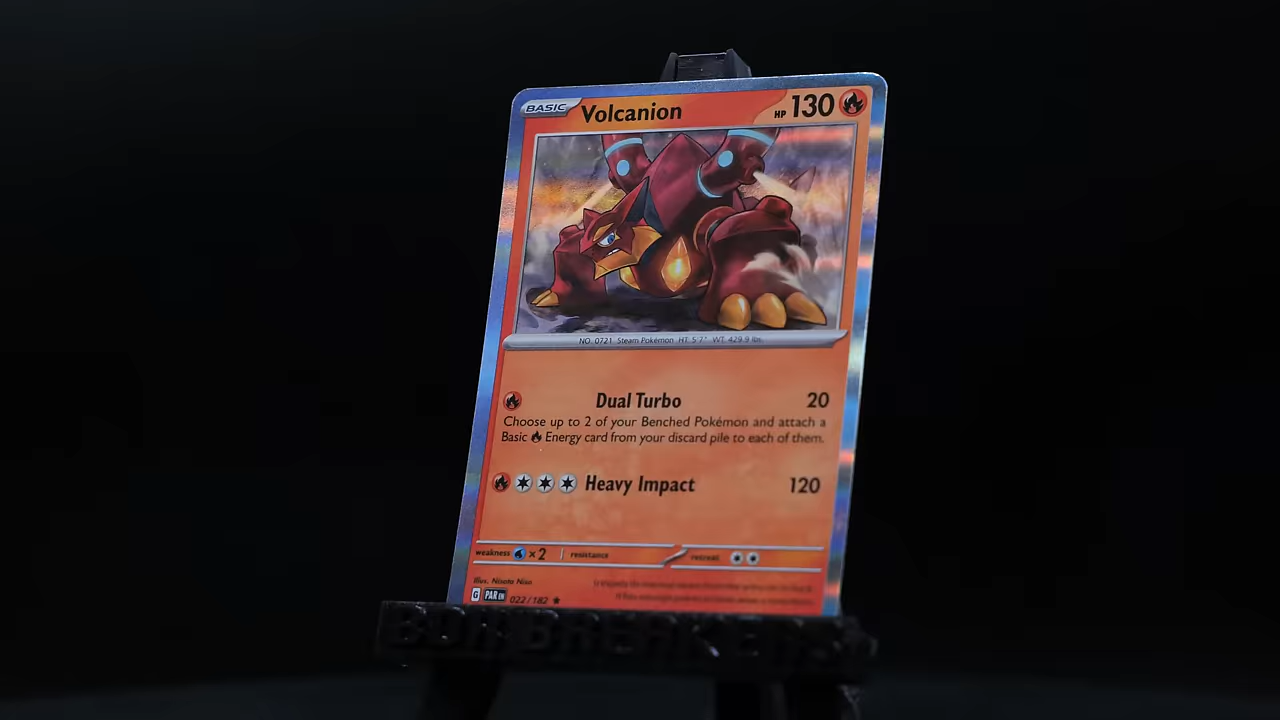 BASIC Volcanion HP 130
NO. 0721 Steam Pokémon HT: 5'7" WT: 429.9 lbs.
Dual Turbo 20
Choose up to 2 of your Benched Pokémon and attach a
Basic Energy card from your discard pile to each of them.
Heavy Impact 120
weakness ×2 resistance retreat
Illus. Nisota Niso
G PAR EN 022/182